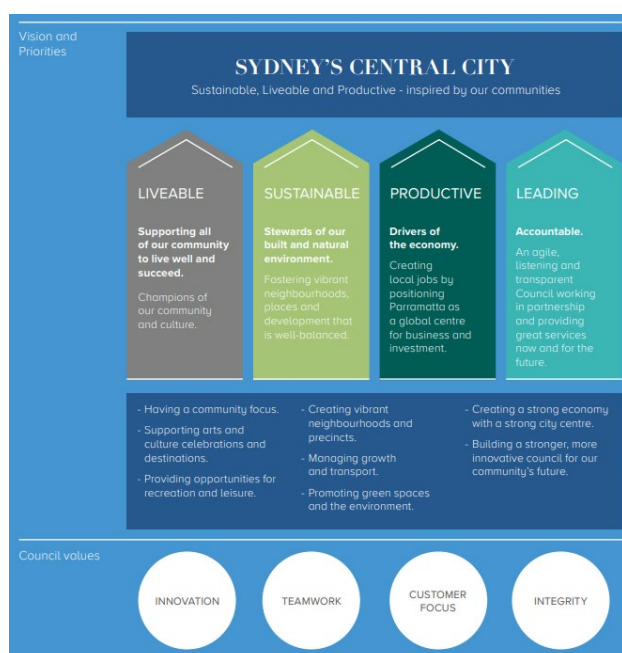 Vision and
Priorities
SYDNEY'S CENTRAL CITY
Sustainable, Liveable and Productive - inspired by our communities
LIVEABLE
Supporting all
of our community
to live well and
succeed.
Champions of
our community
and culture.
SUSTAINABLE
Stewards of our
built and natural
environment.
Fostering vibrant
neighbourhoods,
places and
development that
is well-balanced.
PRODUCTIVE
Drivers of
the economy.
Creating
local jobs by
positioning
Parramatta as
a global centre
for business and
investment.
LEADING
Accountable.
An agile,
listening and
transparent
Council working
in partnership
and providing
great services
now and for the
future.
- Having a community focus.
- Supporting arts and
culture celebrations and
destinations.
- Providing opportunities for
recreation and leisure.
- Creating vibrant
neighbourhoods and
precincts.
- Managing growth
and transport.
- Promoting green spaces
and the environment.
- Creating a strong economy
with a strong city centre.
- Building a stronger, more
innovative council for our
community's future.
Council values
INNOVATION
TEAMWORK
CUSTOMER
FOCUS
INTEGRITY